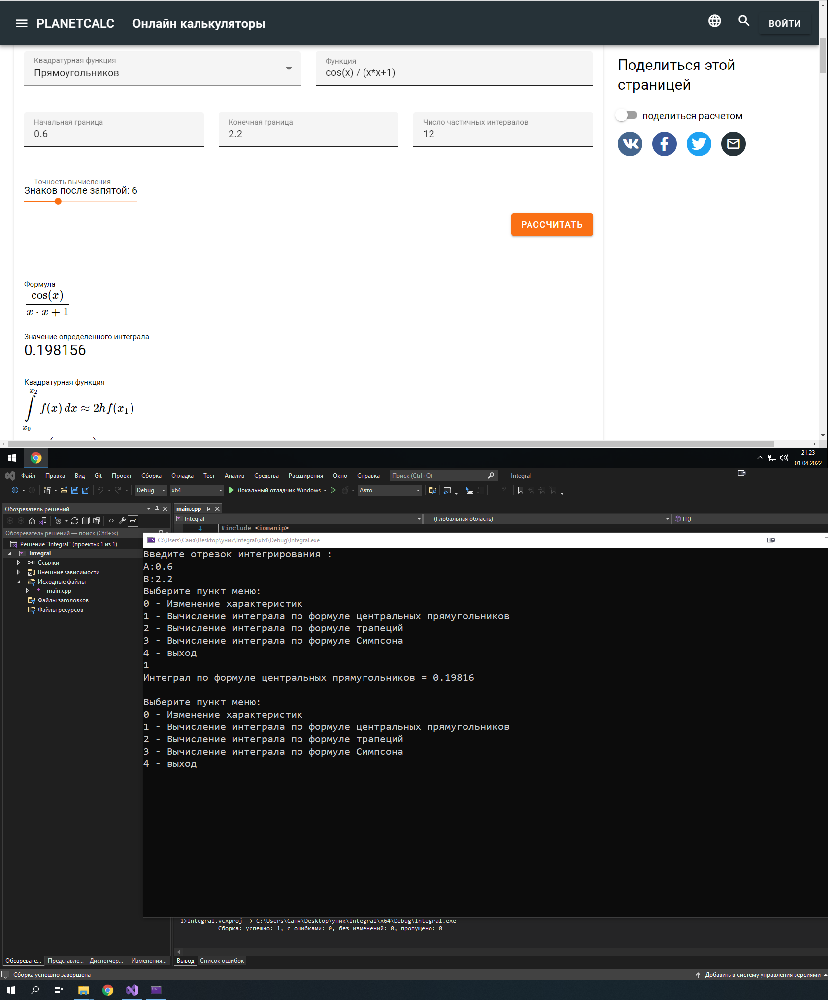 PLANETCALC Онлайн калькуляторы ВОЙТИ
Квадратурная функция
Прямоугольников
Функция
cos(x) / (x*x+1)
Поделиться этой
страницей
Начальная граница
0.6
Конечная граница
2.2
Число частичных интервалов
12
поделиться расчетом
Точность вычисления
Знаков после запятой: 6
РАССЧИТАТЬ
Формула
cos(x)
x · x + 1
Значение определенного интеграла
0.198156
Квадратурная функция
x2
∫ f(x) dx ≈ 2hf(x1)
x0
21:23
01.04.2022
Файл Правка Вид Git Проект Сборка Отладка Тест Анализ Средства Расширения Окно Справка Поиск (Ctrl+Q) Integral
Debug x64 Локальный отладчик Windows Авто
Обозреватель решений
main.cpp
Integral (Глобальная область) I1()
4 #include <iomanip>
Обозреватель решений — поиск (Ctrl+ж)
Решение "Integral" (проекты: 1 из 1)
Integral
Ссылки
Внешние зависимости
Исходные файлы
main.cpp
Файлы заголовков
Файлы ресурсов
C:\Users\Саня\Desktop\уник\Integral\x64\Debug\Integral.exe
Введите отрезок интегрирования :
A:0.6
B:2.2
Выберите пункт меню:
0 - Изменение характеристик
1 - Вычисление интеграла по формуле центральных прямугольников
2 - Вычисление интеграла по формуле трапеций
3 - Вычисление интеграла по формуле Симпсона
4 - выход
1
Интеграл по формуле центральных прямугольников = 0.19816
Выберите пункт меню:
0 - Изменение характеристик
1 - Вычисление интеграла по формуле центральных прямугольников
2 - Вычисление интеграла по формуле трапеций
3 - Вычисление интеграла по формуле Симпсона
4 - выход
1>Integral.vcxproj -> C:\Users\Саня\Desktop\уник\Integral\x64\Debug\Integral.exe
========== Сборка: успешно: 1, с ошибками: 0, без изменений: 0, пропущено: 0 ==========
Обозревате... Представле... Диспетчер... Изменения... Вывод Список ошибок
Сборка успешно завершена
Добавить в систему управления версиями